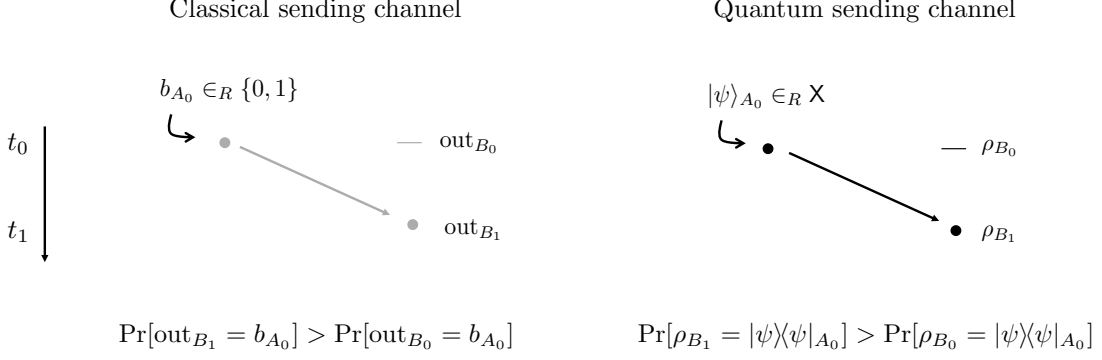 Classical sending channel
Quantum sending channel
b_{A_0} ∈_R {0,1}
|ψ⟩_{A_0} ∈_R X
t_0
out_{B_0}
ρ_{B_0}
t_1
out_{B_1}
ρ_{B_1}
Pr[out_{B_1} = b_{A_0}] > Pr[out_{B_0} = b_{A_0}]
Pr[ρ_{B_1} = |ψ⟩⟨ψ|_{A_0}] > Pr[ρ_{B_0} = |ψ⟩⟨ψ|_{A_0}]